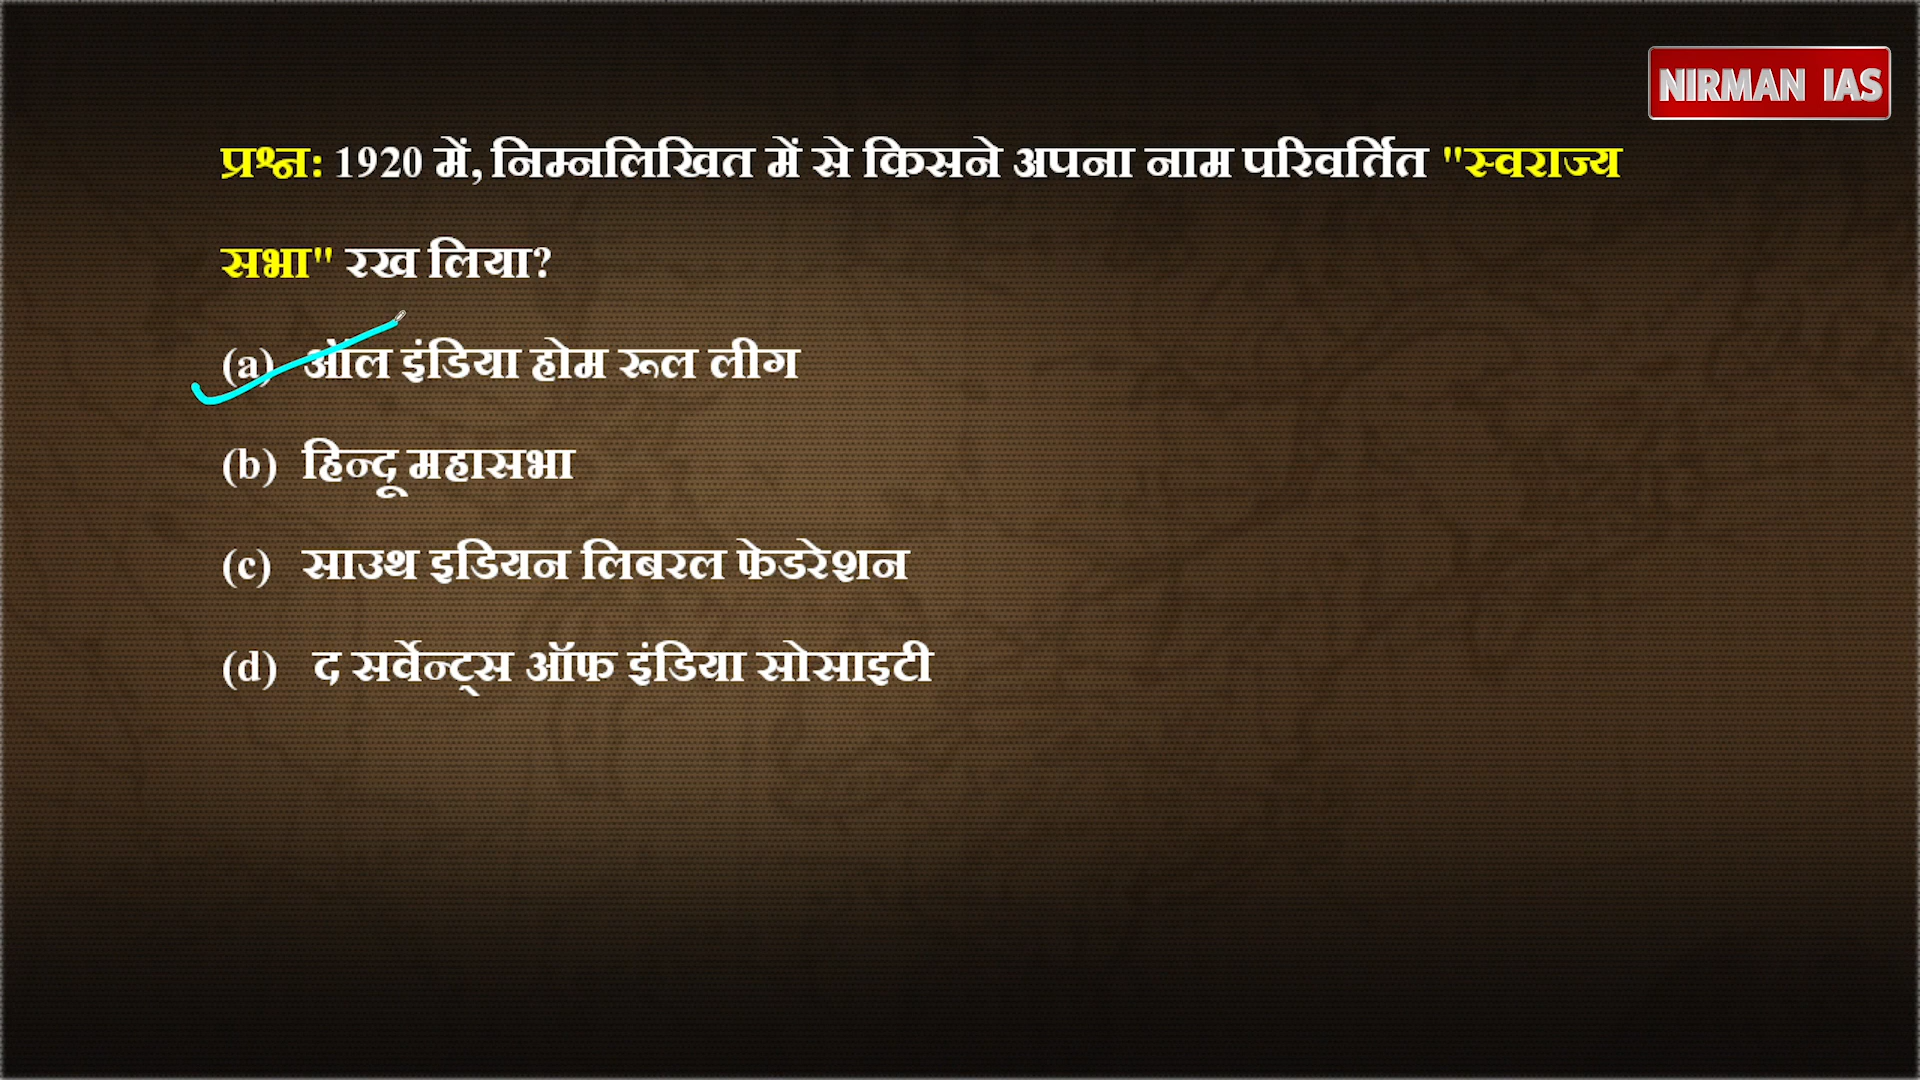 NIRMAN IAS
प्रश्न: 1920 में, निम्नलिखित में से किसने अपना नाम परिवर्तित "स्वराज्य
सभा" रख लिया?
(a) ऑल इंडिया होम रूल लीग
(b) हिन्दू महासभा
(c) साउथ इडियन लिबरल फेडरेशन
(d) द सर्वेन्ट्स ऑफ इंडिया सोसाइटी